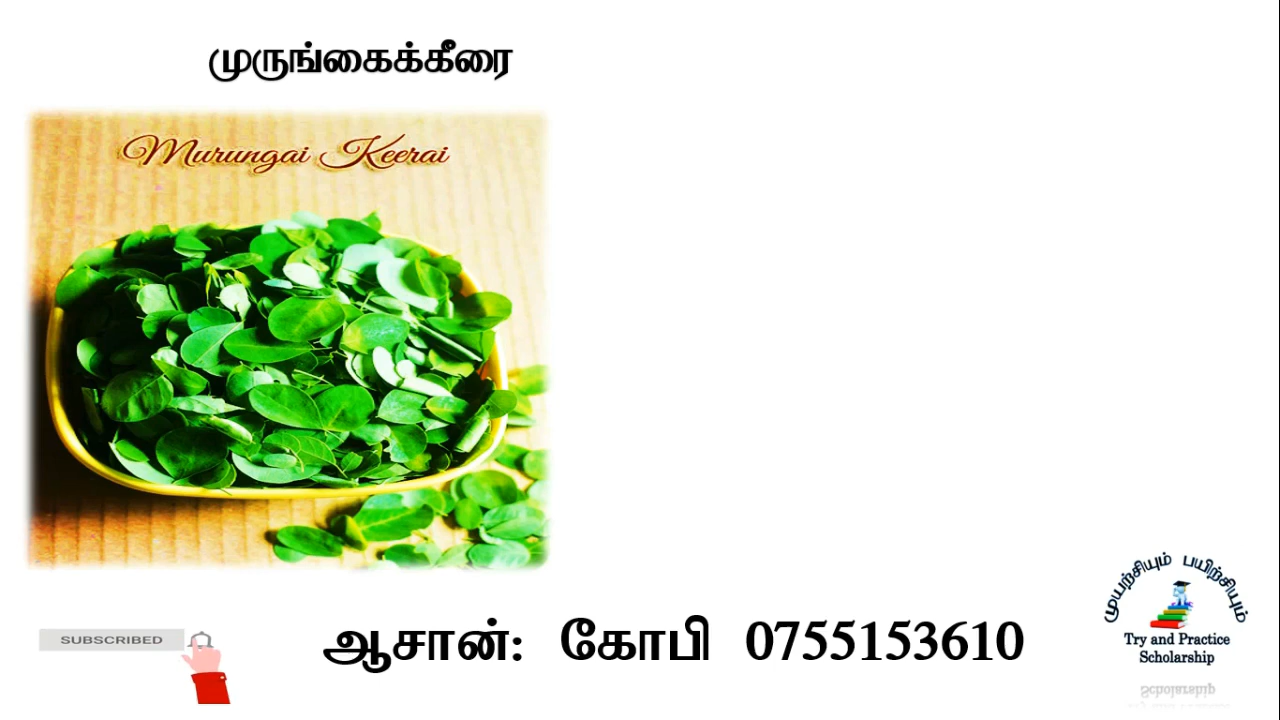 முருங்கைக்கீரை
Murungai Keerai
SUBSCRIBED
ஆசான்: கோபி 0755153610
முயற்சியும் பயிற்சியும்
Try and Practice
Scholarship